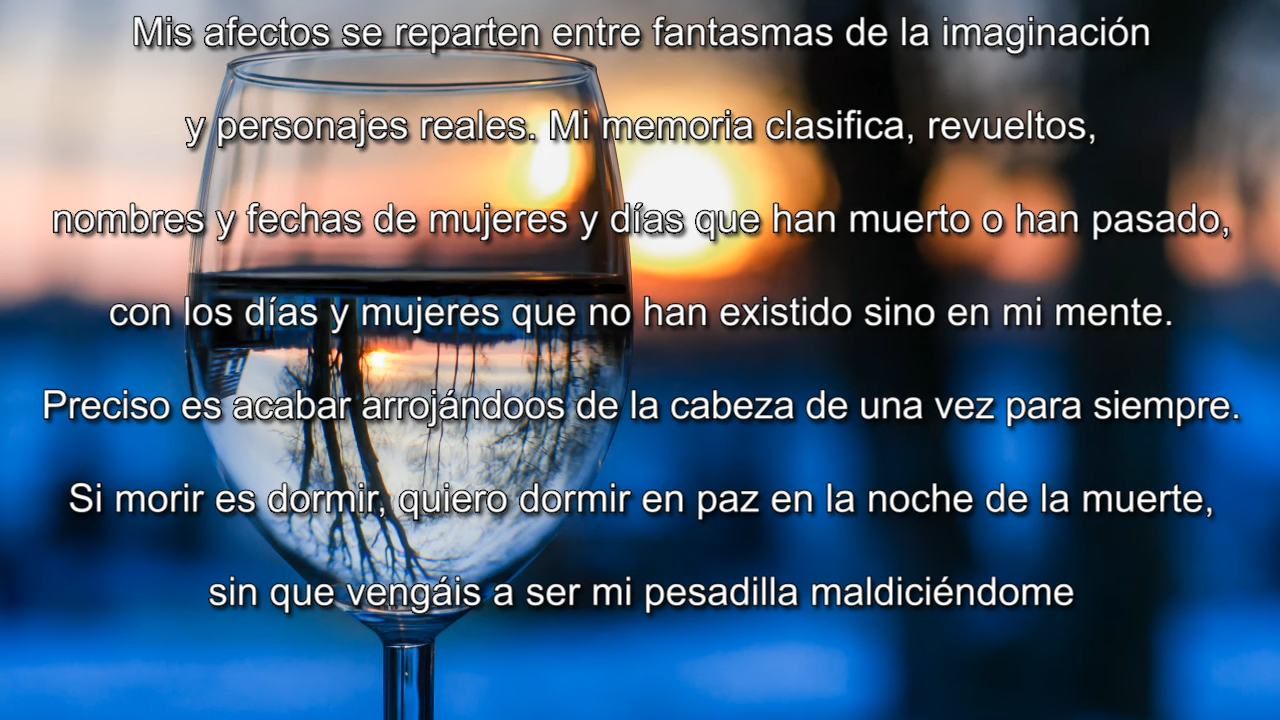 Mis afectos se reparten entre fantasmas de la imaginación
y personajes reales. Mi memoria clasifica, revueltos,
nombres y fechas de mujeres y días que han muerto o han pasado,
con los días y mujeres que no han existido sino en mi mente.
Preciso es acabar arrojándoos de la cabeza de una vez para siempre.
Si morir es dormir, quiero dormir en paz en la noche de la muerte,
sin que vengáis a ser mi pesadilla maldiciéndome